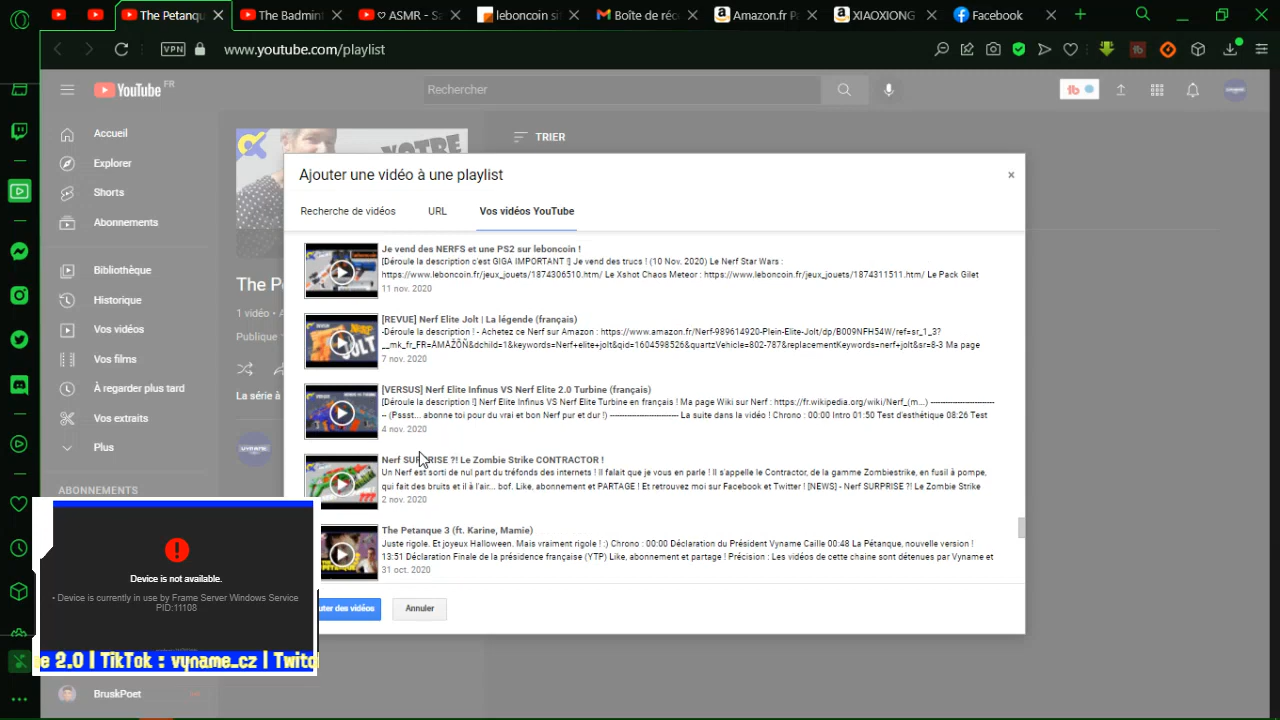 The Petanqu
The Badmint
♡ ASMR - Sa
leboncoin sit
Gmail Boîte de réc
Amazon.fr Pa
XIAOXIONG
Facebook
VPN
www.youtube.com/playlist
YouTube FR
Rechercher
Accueil
Explorer
Shorts
Abonnements
Bibliothèque
Historique
Vos vidéos
Vos films
À regarder plus tard
Vos extraits
Plus
ABONNEMENTS
BruskPoet
VOTRE
The Pe
1 vidéo
Publique
La série à
TRIER
Ajouter une vidéo à une playlist
Recherche de vidéos
URL
Vos vidéos YouTube
Je vend des NERFS et une PS2 sur leboncoin !
[Déroule la description c'est GIGA IMPORTANT !] Je vend des trucs ! (10 Nov. 2020) Le Nerf Star Wars :
https://www.leboncoin.fr/jeux_jouets/1874306510.htm/ Le Xshot Chaos Meteor : https://www.leboncoin.fr/jeux_jouets/1874311511.htm/ Le Pack Gilet
11 nov. 2020
[REVUE] Nerf Elite Jolt | La légende (français)
-Déroule la description ! - Achetez ce Nerf sur Amazon : https://www.amazon.fr/Nerf-989614920-Plein-Elite-Jolt/dp/B009NFH54W/ref=sr_1_3?
__mk_fr_FR=ÅMÅŽÕÑ&dchild=1&keywords=Nerf+elite+jolt&qid=1604598526&quartzVehicle=802-787&replacementKeywords=nerf+jolt&sr=8-3 Ma page
7 nov. 2020
[VERSUS] Nerf Elite Infinus VS Nerf Elite 2.0 Turbine (français)
[Déroule la description !] Nerf Elite Infinus VS Nerf Elite 2.0 Turbine en français ! Ma page Wiki sur Nerf : https://fr.wikipedia.org/wiki/Nerf_(m...) -------------------------
-- (Pssst... abonne toi pour du vrai et bon Nerf pur et dur !) --------------------------- La suite dans la vidéo ! Chrono : 00:00 Intro 01:50 Test d'esthétique 08:26 Test
4 nov. 2020
Nerf SURPRISE ?! Le Zombie Strike CONTRACTOR !
Un Nerf est sorti de nul part du tréfonds des internets ! Il falait que je vous en parle ! Il s'appelle le Contractor, de la gamme Zombiestrike, en fusil à pompe,
qui fait des bruits et il à l'air... bof. Like, abonnement et PARTAGE ! Et retrouvez moi sur Facebook et Twitter ! [NEWS] - Nerf SURPRISE ?! Le Zombie Strike
2 nov. 2020
The Petanque 3 (ft. Karine, Mamie)
Juste rigole. Et joyeux Halloween. Mais vraiment rigole ! ;) Chrono : 00:00 Déclaration du Président Vyname Caille 00:48 La Pétanque, nouvelle version !
13:51 Déclaration Finale de la présidence française (YTP) Like, abonnement et partage ! Précision : Les vidéos de cette chaine sont détenues par Vyname et
31 oct. 2020
uter des vidéos
Annuler
Device is not available.
- Device is currently in use by Frame Server Windows Service
PID:11108
e 2.0 | TikTok : vyname_cz | Twitc